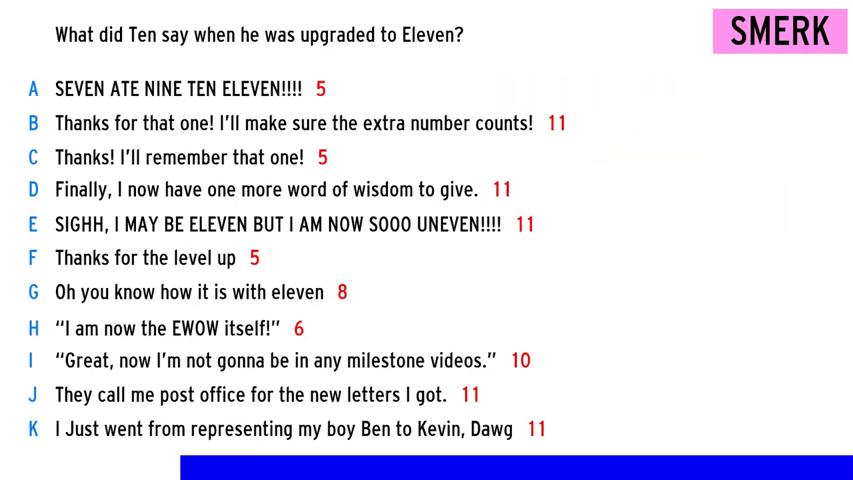 What did Ten say when he was upgraded to Eleven?
SMERK
A SEVEN ATE NINE TEN ELEVEN!!!! 5
B Thanks for that one! I'll make sure the extra number counts! 11
C Thanks! I'll remember that one! 5
D Finally, I now have one more word of wisdom to give. 11
E SIGHH, I MAY BE ELEVEN BUT I AM NOW SOOO UNEVEN!!!! 11
F Thanks for the level up 5
G Oh you know how it is with eleven 8
H “I am now the EWOW itself!” 6
I “Great, now I'm not gonna be in any milestone videos.” 10
J They call me post office for the new letters I got. 11
K I Just went from representing my boy Ben to Kevin, Dawg 11